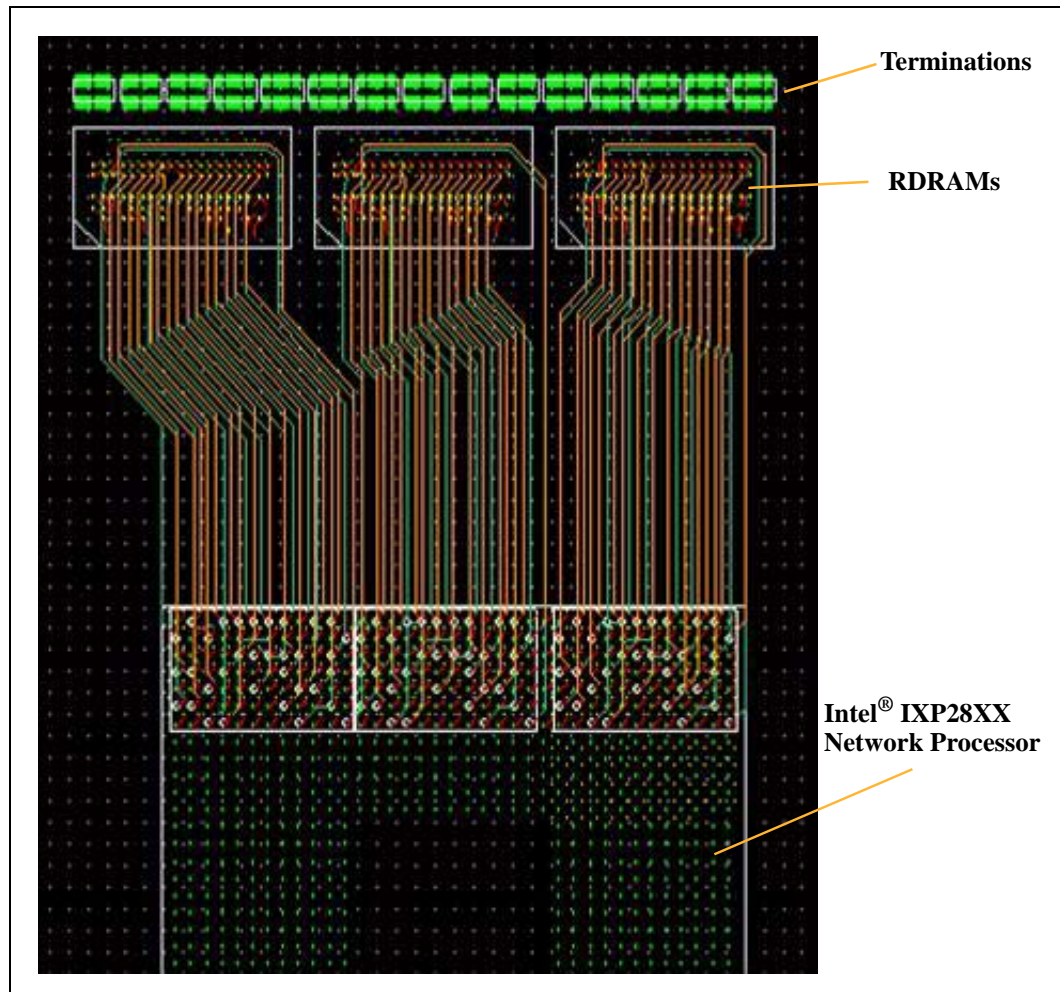 Terminations
RDRAMs
Intel® IXP28XX
Network Processor